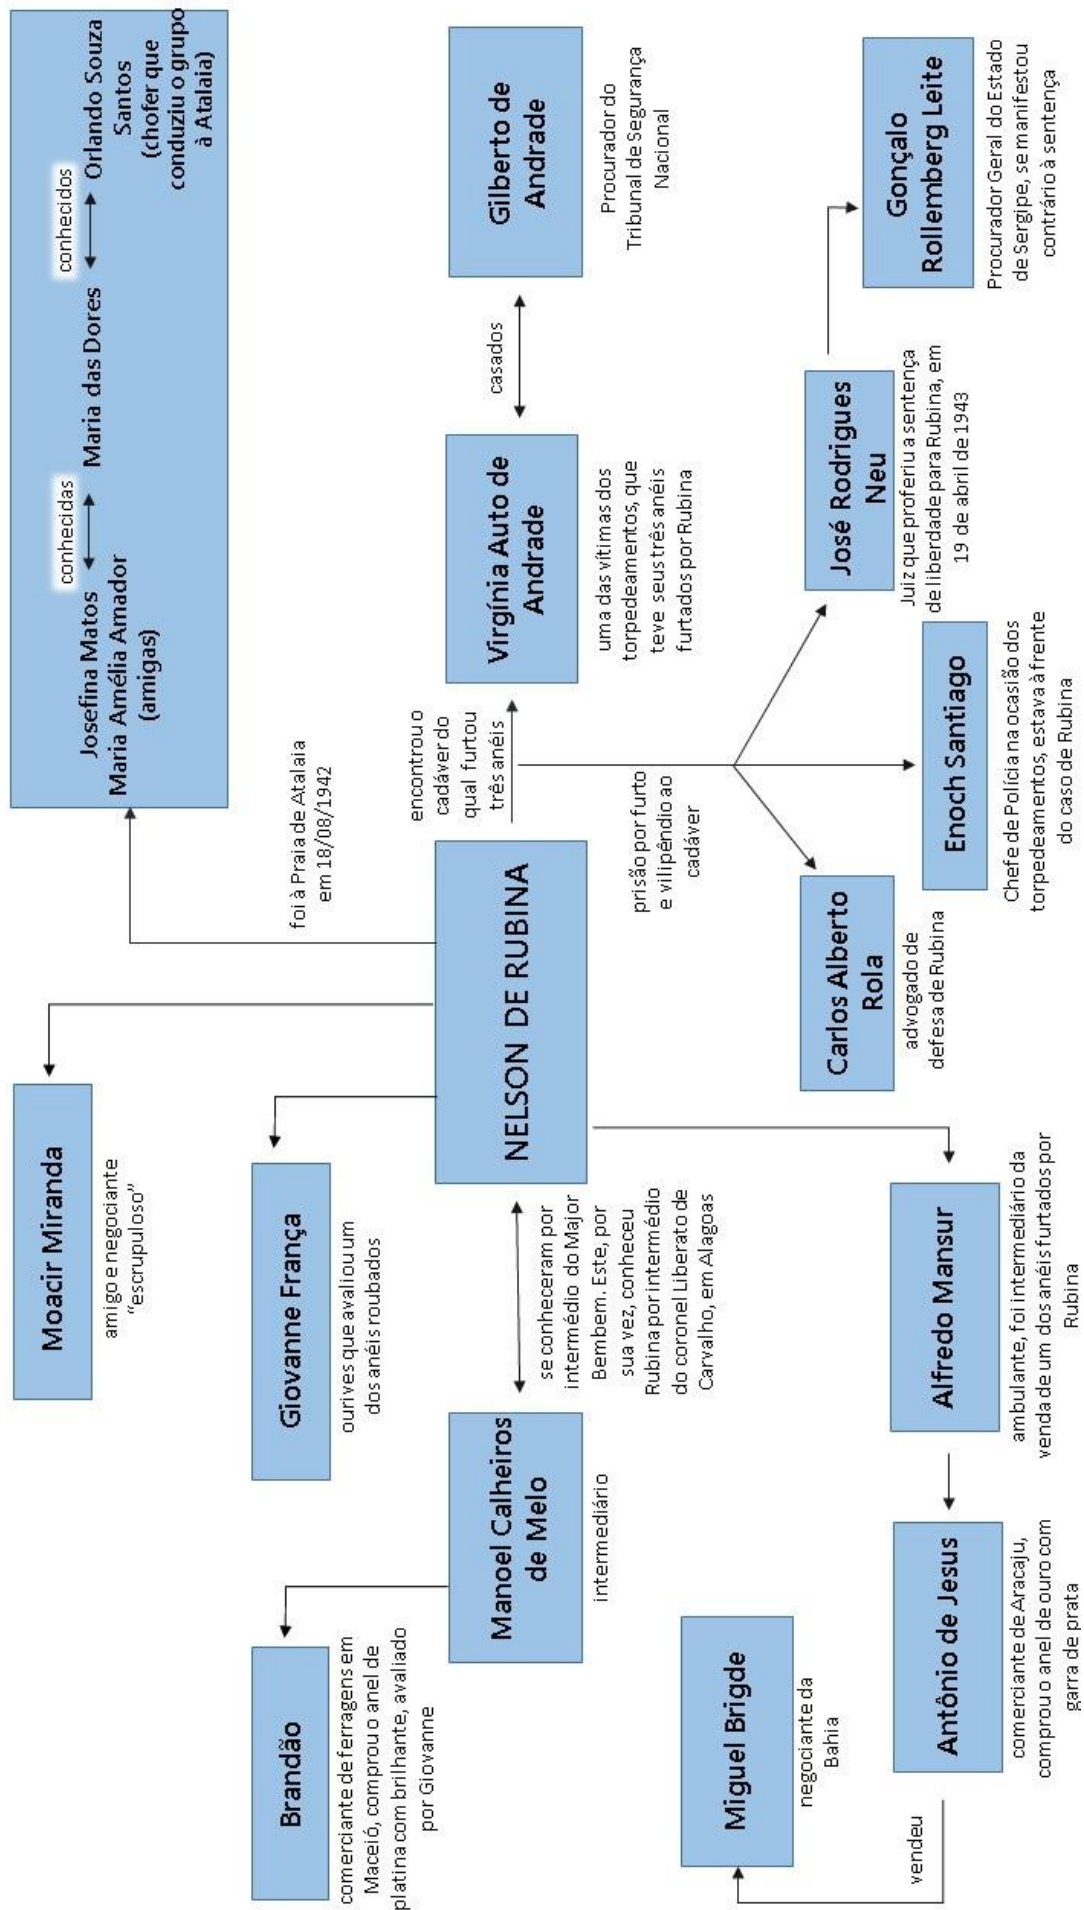 Moacir Miranda
amigo e negociante
“escrupuloso”
Josefina Matos
Maria Amélia Amador
(amigas)
conhecidas
Maria das Dores
conhecidos
Orlando Souza
Santos
(chofer que
conduziu o grupo
à Atalaia)
foi à Praia de Atalaia
em 18/08/1942
Brandão
comerciante de ferragens em
Maceió, comprou o anel de
platina com brilhante, avaliado
por Giovanne
Giovanne França
ourives que avaliou um
dos anéis roubados
Manoel Calheiros
de Melo
intermediário
se conheceram por
intermédio do Major
Bembem. Este, por
sua vez, conheceu
Rubina por intermédio
do coronel Liberato de
Carvalho, em Alagoas
NELSON DE RUBINA
encontrou o
cadáver do
qual furtou
três anéis
Virgínia Auto de
Andrade
uma das vítimas dos
torpedeamentos, que
teve seus três anéis
furtados por Rubina
casados
Gilberto de
Andrade
Procurador do
Tribunal de Segurança
Nacional
prisão por furto
e vilipêndio ao
cadáver
Miguel Brigde
negociante da
Bahia
vendeu
Antônio de Jesus
comerciante de Aracaju,
comprou o anel de ouro com
garra de prata
Alfredo Mansur
ambulante, foi intermediário da
venda de um dos anéis furtados por
Rubina
Carlos Alberto
Rola
advogado de
defesa de Rubina
Enoch Santiago
Chefe de Polícia na ocasião dos
torpedeamentos, estava à frente
do caso de Rubina
José Rodrigues
Neu
Juiz que proferiu a sentença
de liberdade para Rubina, em
19 de abril de 1943
Gonçalo
Rollemberg Leite
Procurador Geral do Estado
de Sergipe, se manifestou
contrário à sentença